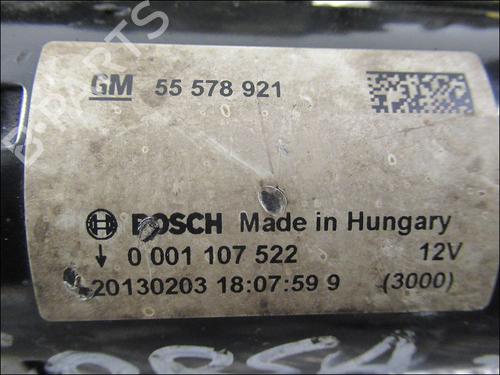 GM 55 578 921
BOSCH Made in Hungary
0 001 107 522 12V
20130203 18:07:59 9 (3000)